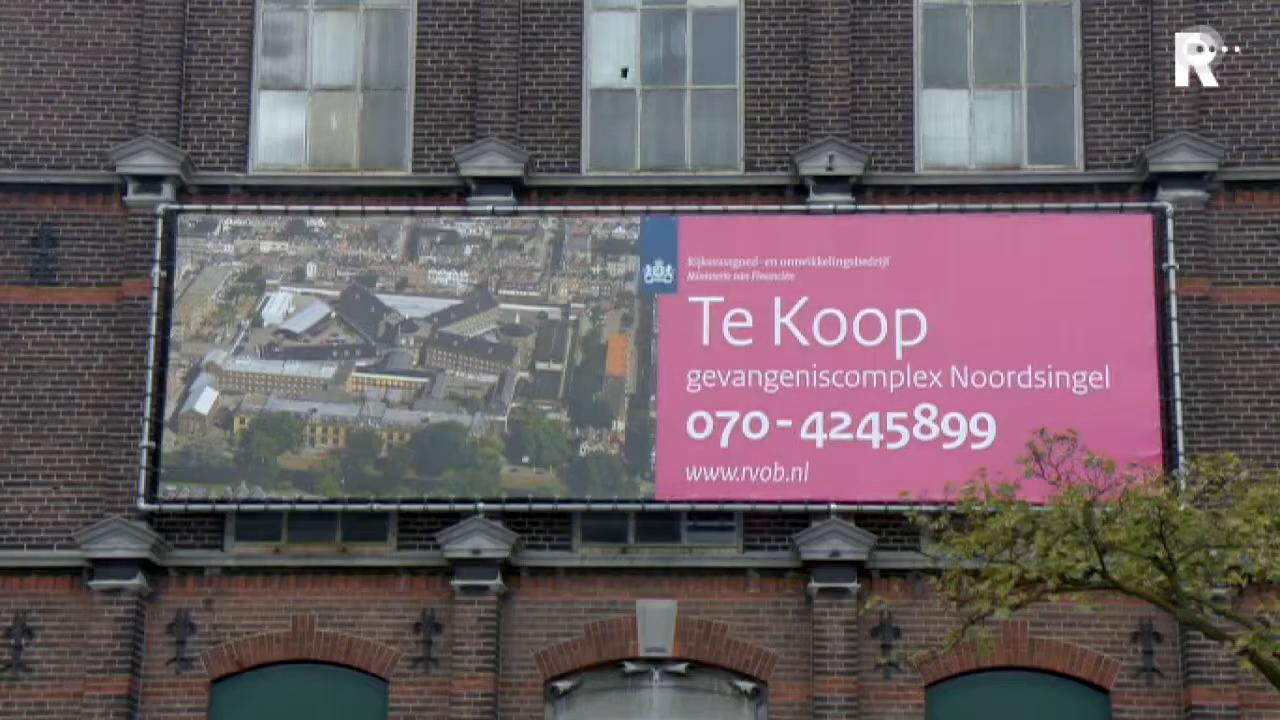 R
Rijksvastgoed- en ontwikkelingsbedrijf
Ministerie van Financiën
Te Koop
gevangeniscomplex Noordsingel
070-4245899
www.rvob.nl